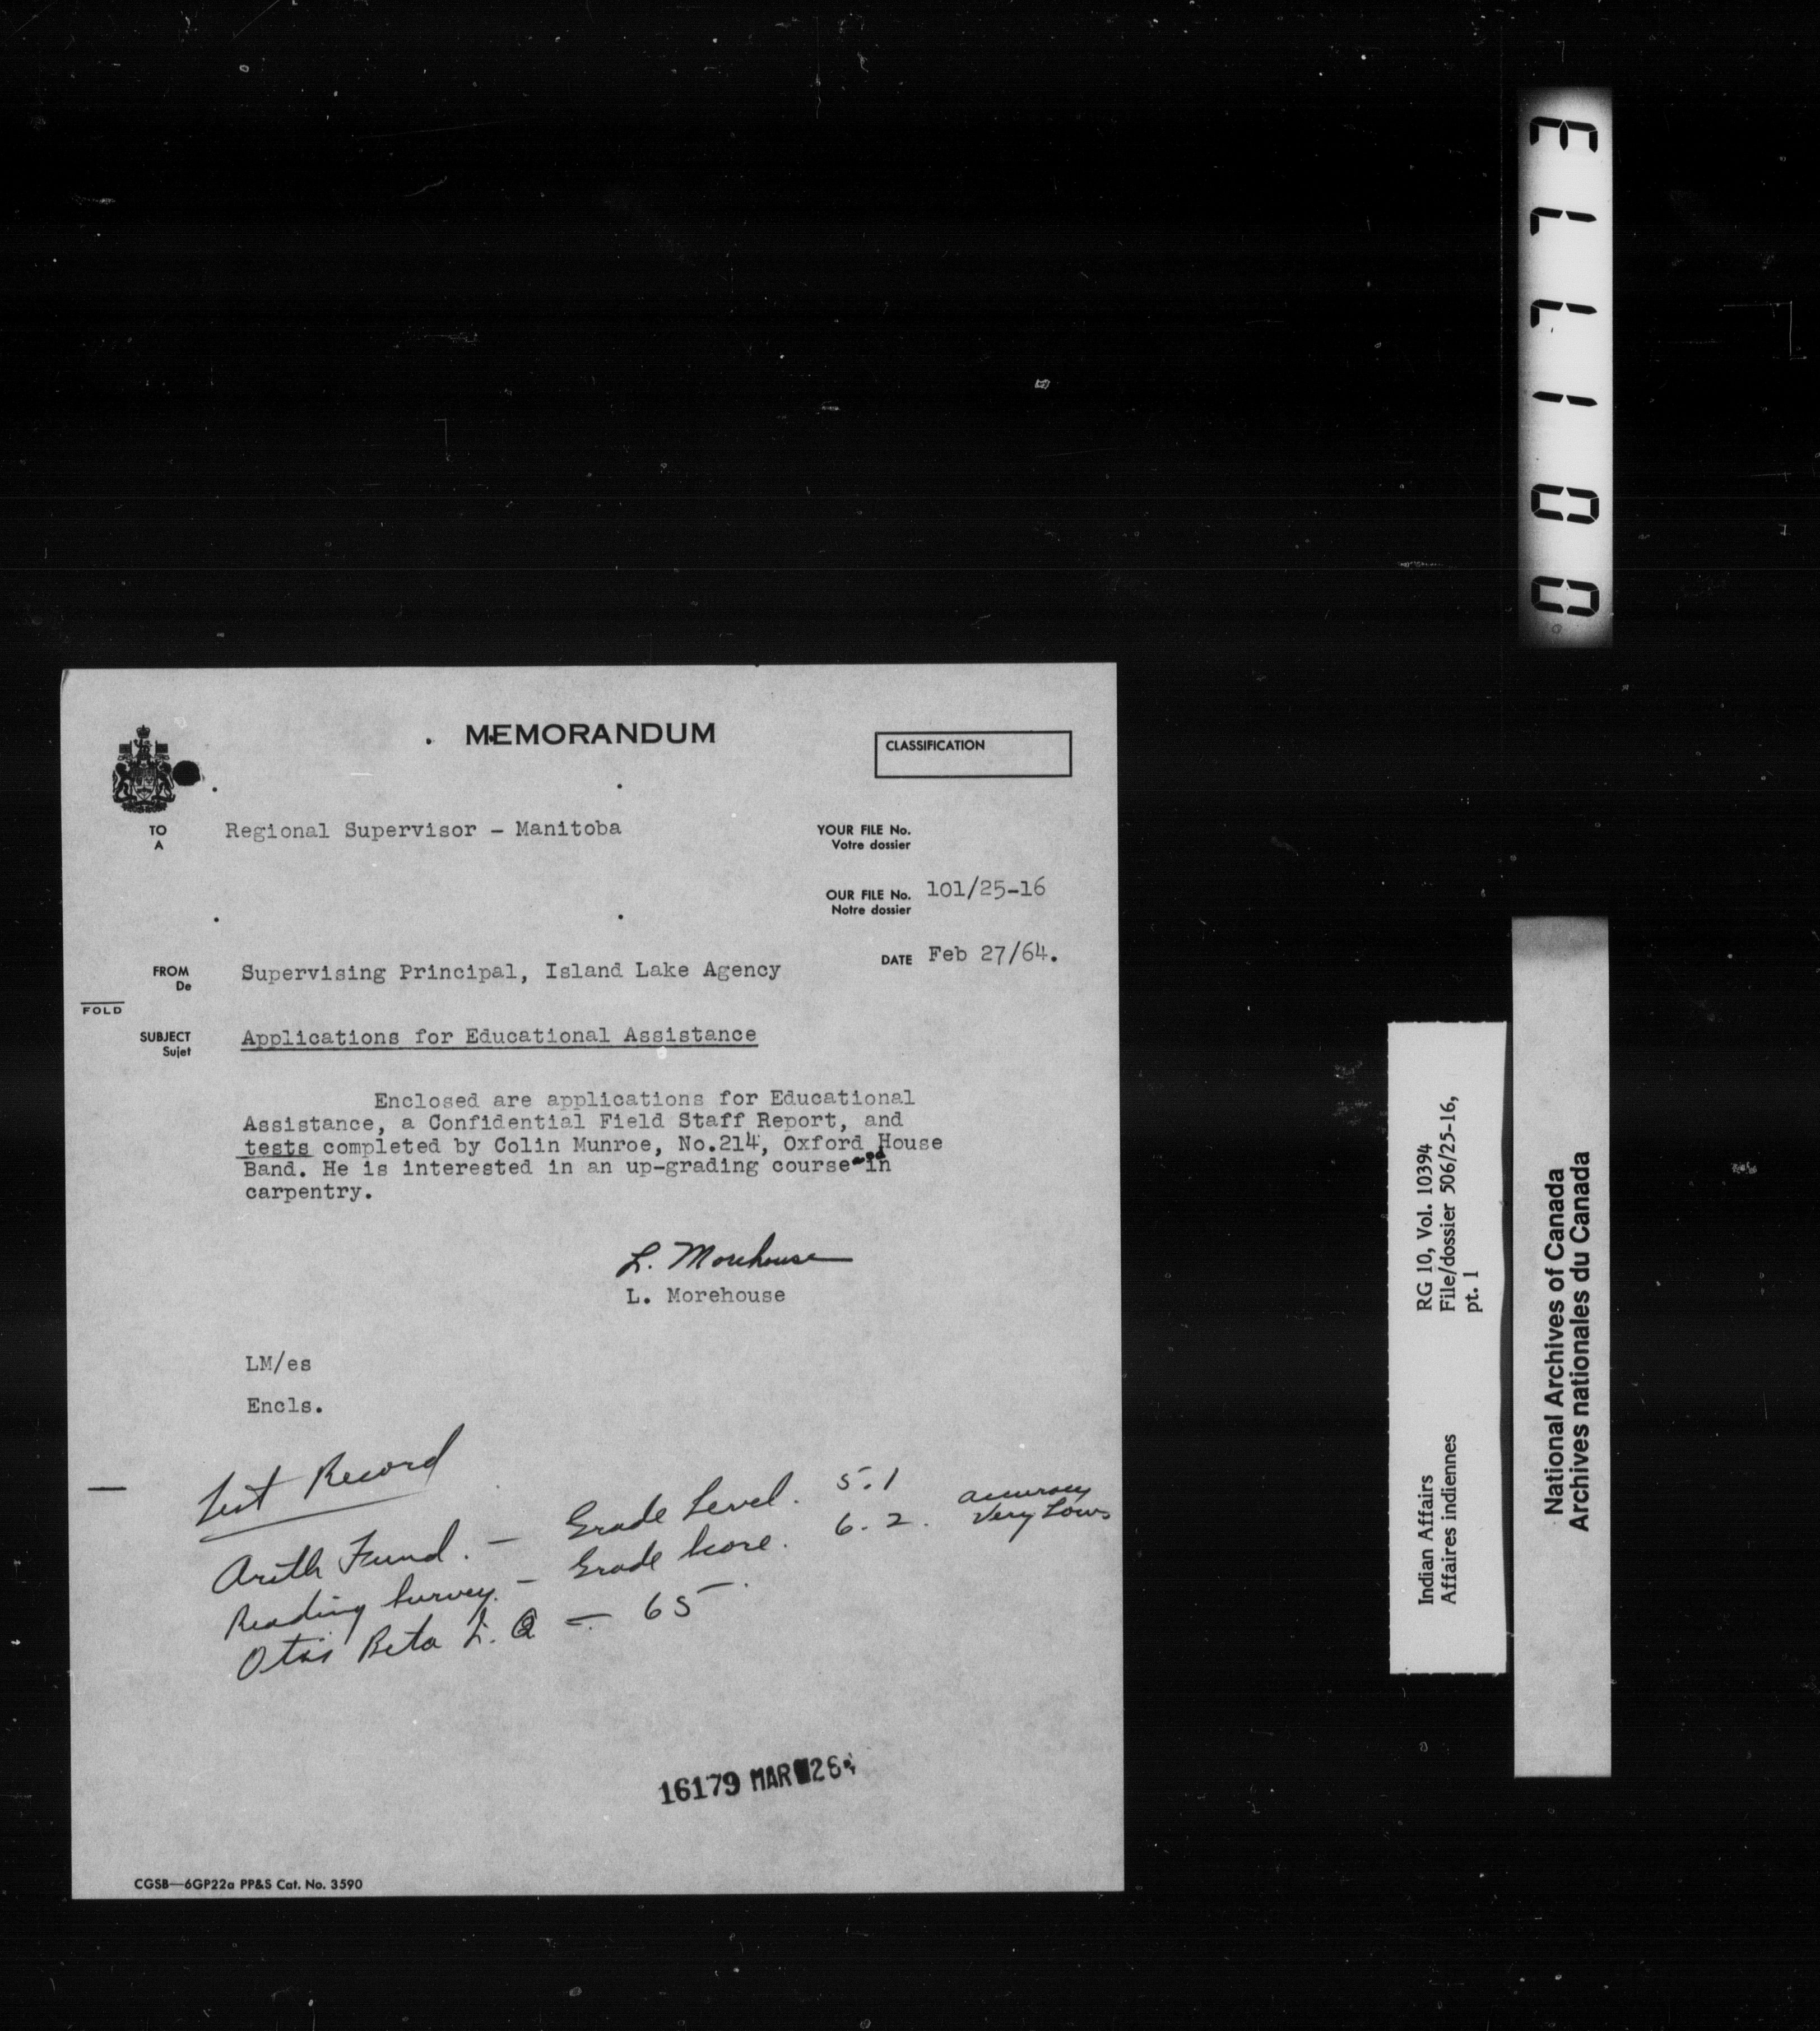 MEMORANDUM
CLASSIFICATION
TO
A
Regional Supervisor - Manitoba
YOUR FILE No.
Votre dossier
OUR FILE No. 101/25-16
Notre dossier
DATE Feb 27/64.
FROM
De
Supervising Principal, Island Lake Agency
FOLD
SUBJECT
Sujet
Applications for Educational Assistance
Enclosed are applications for Educational
Assistance, a Confidential Field Staff Report, and
tests completed by Colin Munroe, No.214, Oxford House
Band. He is interested in an up-grading course in
carpentry.
L. Morehouse
L. Morehouse
LM/es
Encls.
Test Record
Arith Fund. - Grade Level. 5.1
Reading Survey. - Grade Score. 6.2. accuracy Very Low
Otis Beta I.Q - 65.
16179 MAR 2 6
CGSB—6GP22a PP&S Cat. No. 3590
001773
Indian Affairs
Affaires indiennes
RG 10, Vol. 10394
File/dossier 506/25-16,
pt. 1
National Archives of Canada
Archives nationales du Canada